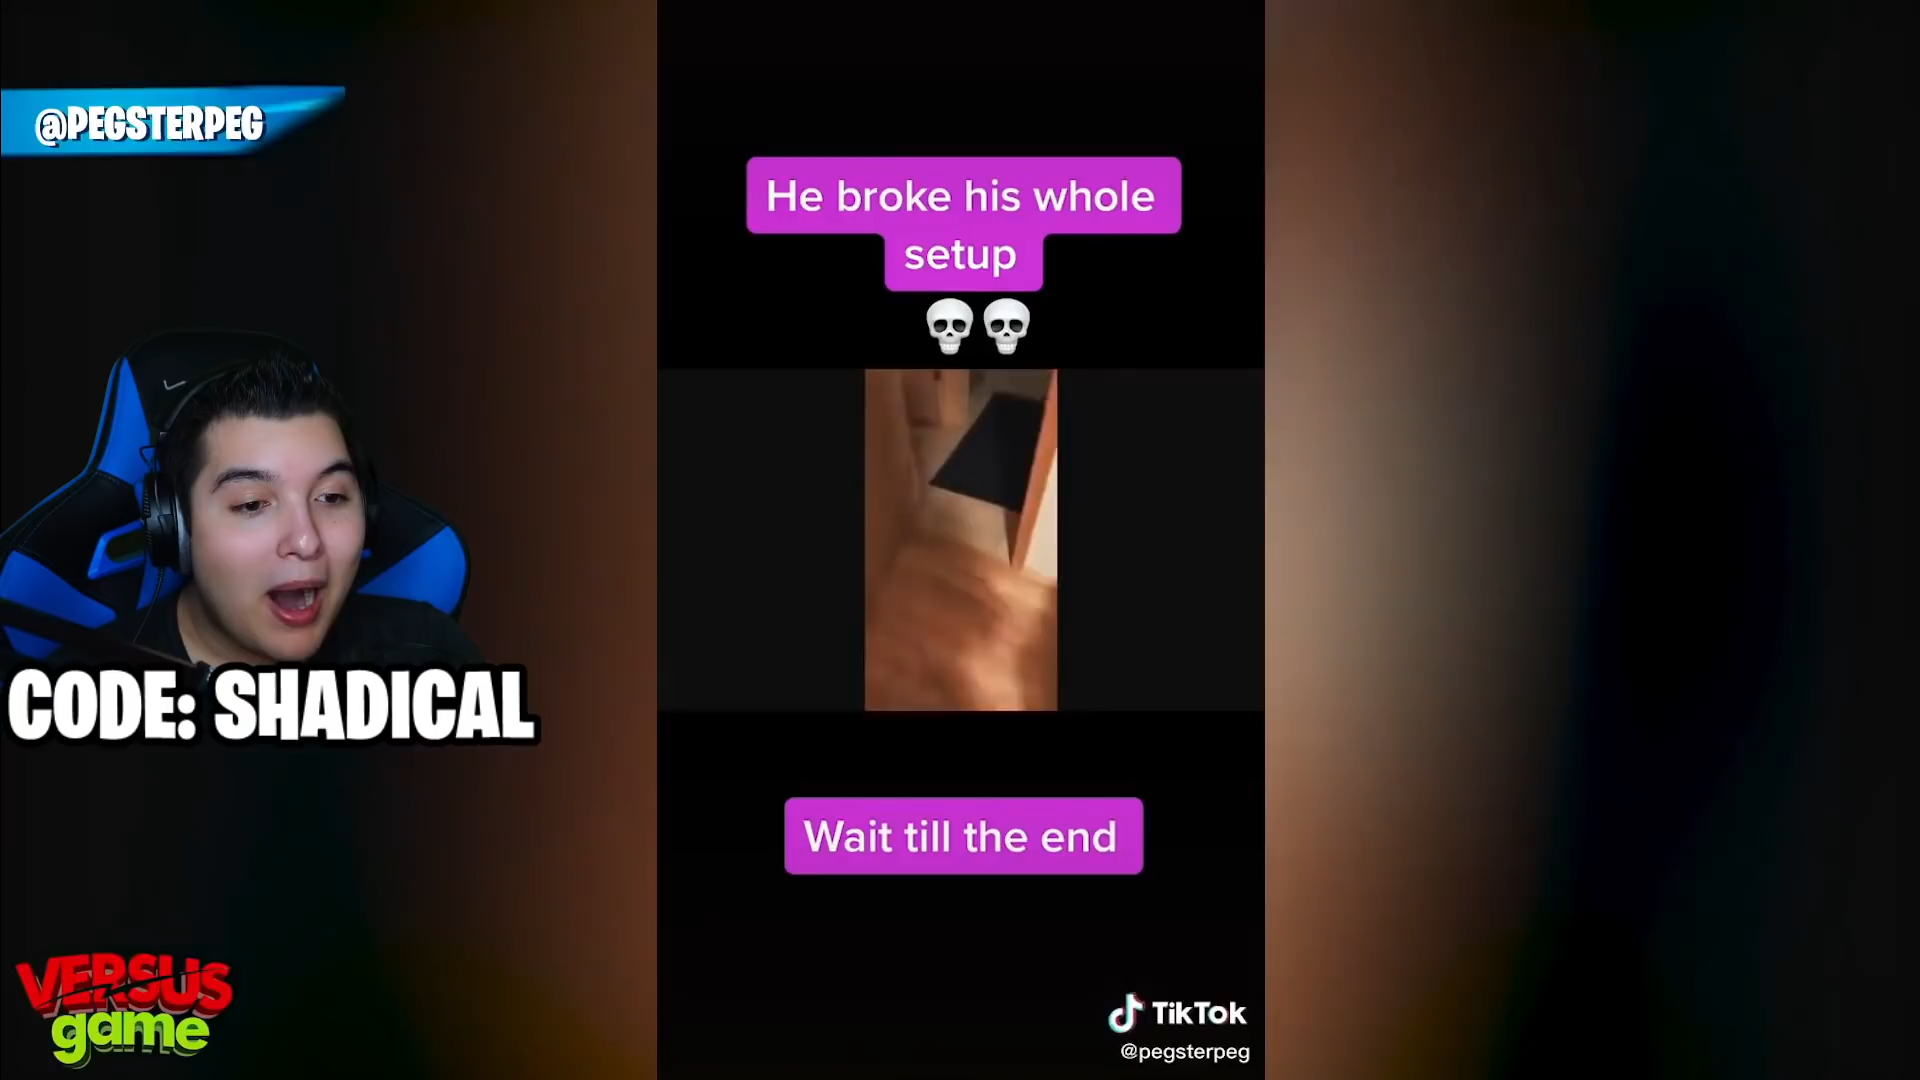 @PEGSTERPEG
He broke his whole
setup
CODE: SHADICAL
Wait till the end
VERSUS
game
TikTok
@pegsterpeg